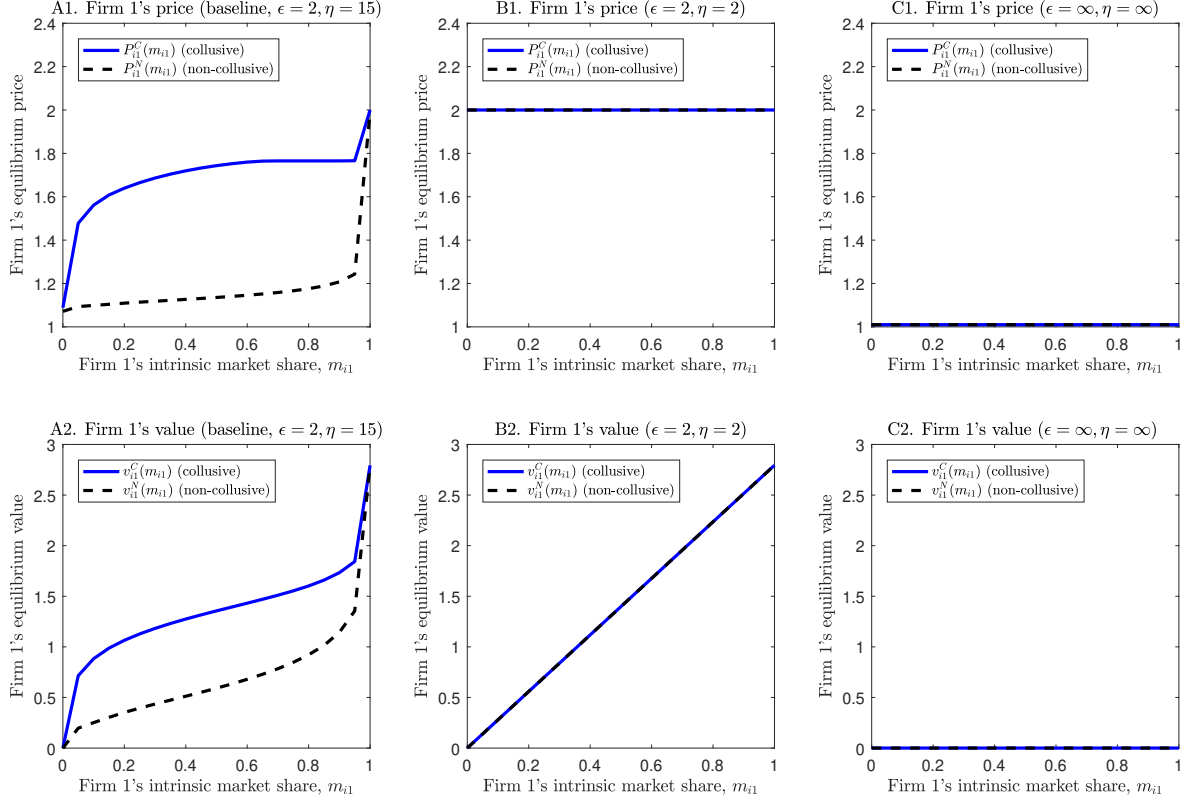 A1. Firm 1's price (baseline, ϵ = 2, η = 15)
2.4
2.2
2
1.8
1.6
1.4
1.2
1
Firm 1's equilibrium price
P^C_{i1}(m_{i1}) (collusive)
P^N_{i1}(m_{i1}) (non-collusive)
0 0.2 0.4 0.6 0.8 1
Firm 1's intrinsic market share, m_{i1}
B1. Firm 1's price (ϵ = 2, η = 2)
2.4
2.2
2
1.8
1.6
1.4
1.2
1
Firm 1's equilibrium price
P^C_{i1}(m_{i1}) (collusive)
P^N_{i1}(m_{i1}) (non-collusive)
0 0.2 0.4 0.6 0.8 1
Firm 1's intrinsic market share, m_{i1}
C1. Firm 1's price (ϵ = ∞, η = ∞)
2.4
2.2
2
1.8
1.6
1.4
1.2
1
Firm 1's equilibrium price
P^C_{i1}(m_{i1}) (collusive)
P^N_{i1}(m_{i1}) (non-collusive)
0 0.2 0.4 0.6 0.8 1
Firm 1's intrinsic market share, m_{i1}
A2. Firm 1's value (baseline, ϵ = 2, η = 15)
3
2.5
2
1.5
1
0.5
0
Firm 1's equilibrium value
v^C_{i1}(m_{i1}) (collusive)
v^N_{i1}(m_{i1}) (non-collusive)
0 0.2 0.4 0.6 0.8 1
Firm 1's intrinsic market share, m_{i1}
B2. Firm 1's value (ϵ = 2, η = 2)
3
2.5
2
1.5
1
0.5
0
Firm 1's equilibrium value
v^C_{i1}(m_{i1}) (collusive)
v^N_{i1}(m_{i1}) (non-collusive)
0 0.2 0.4 0.6 0.8 1
Firm 1's intrinsic market share, m_{i1}
C2. Firm 1's value (ϵ = ∞, η = ∞)
3
2.5
2
1.5
1
0.5
0
Firm 1's equilibrium value
v^C_{i1}(m_{i1}) (collusive)
v^N_{i1}(m_{i1}) (non-collusive)
0 0.2 0.4 0.6 0.8 1
Firm 1's intrinsic market share, m_{i1}